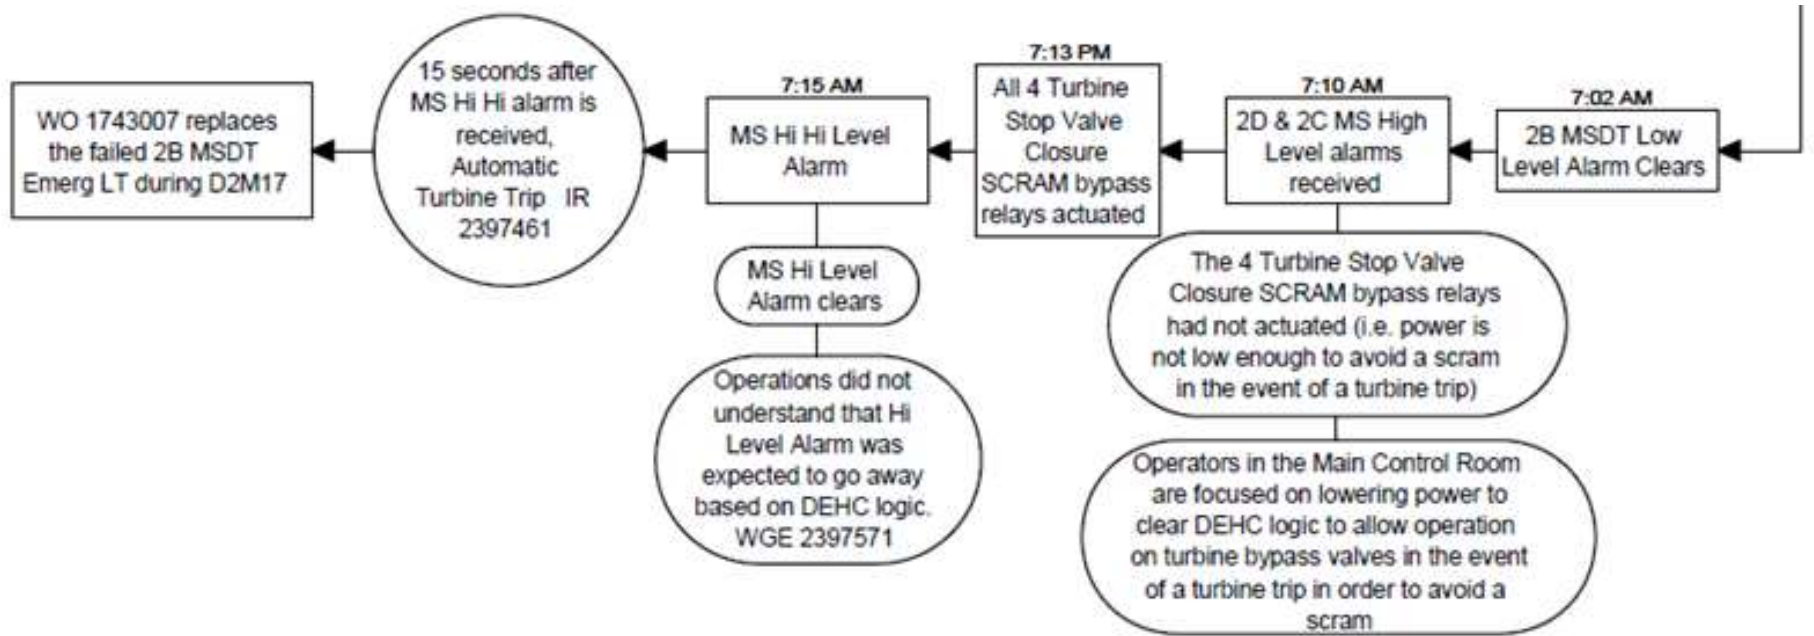 WO 1743007 replaces
the failed 2B MSDT
Emerg LT during D2M17
15 seconds after
MS Hi Hi alarm is
received,
Automatic
Turbine Trip IR
2397461
7:15 AM
MS Hi Hi Level
Alarm
MS Hi Level
Alarm clears
Operations did not
understand that Hi
Level Alarm was
expected to go away
based on DEHC logic.
WGE 2397571
7:13 PM
All 4 Turbine
Stop Valve
Closure
SCRAM bypass
relays actuated
7:10 AM
2D & 2C MS High
Level alarms
received
The 4 Turbine Stop Valve
Closure SCRAM bypass relays
had not actuated (i.e. power is
not low enough to avoid a scram
in the event of a turbine trip)
Operators in the Main Control Room
are focused on lowering power to
clear DEHC logic to allow operation
on turbine bypass valves in the event
of a turbine trip in order to avoid a
scram
7:02 AM
2B MSDT Low
Level Alarm Clears